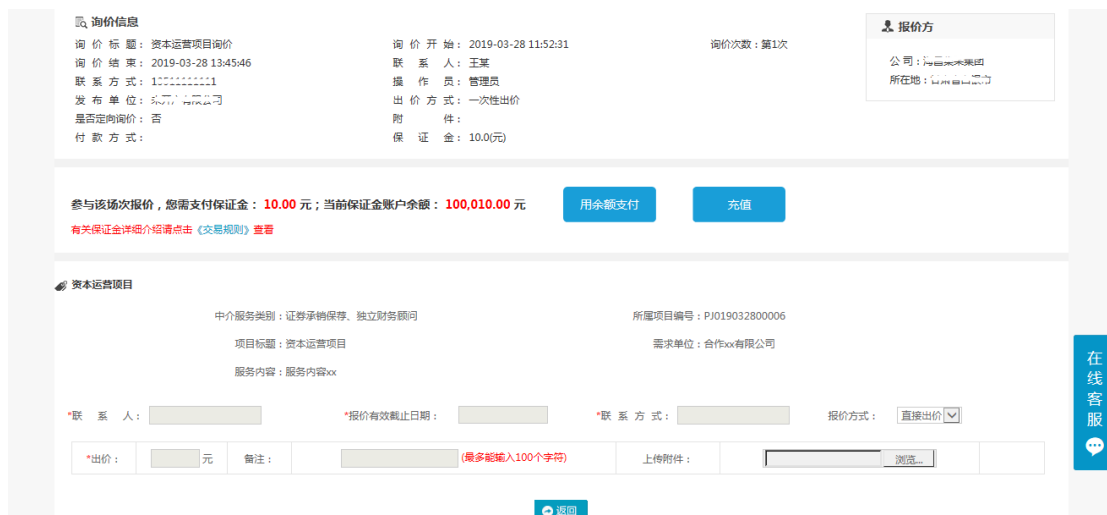 询价信息
询价标题：资本运营项目询价 询价开始：2019-03-28 11:52:31 询价次数：第1次
询价结束：2019-03-28 13:45:46 联系人：王某
联系方式： 操作员：管理员
发布单位： 出价方式：一次性出价
是否定向询价：否 附件：
付款方式： 保证金：10.0(元)
报价方
公司：
所在地：
参与该场次报价，您需支付保证金：10.00 元；当前保证金账户余额：100,010.00 元 用余额支付 充值
有关保证金详细介绍请点击《交易规则》查看
资本运营项目
中介服务类别：证券承销保荐、独立财务顾问 所属项目编号：PJ019032800006
项目标题：资本运营项目 需求单位：合作xx有限公司
服务内容：服务内容xx
*联系人： *报价有效截止日期： *联系方式： 报价方式： 直接出价
*出价： 元 备注： (最多能输入100个字符) 上传附件： 浏览...
返回
在线客服